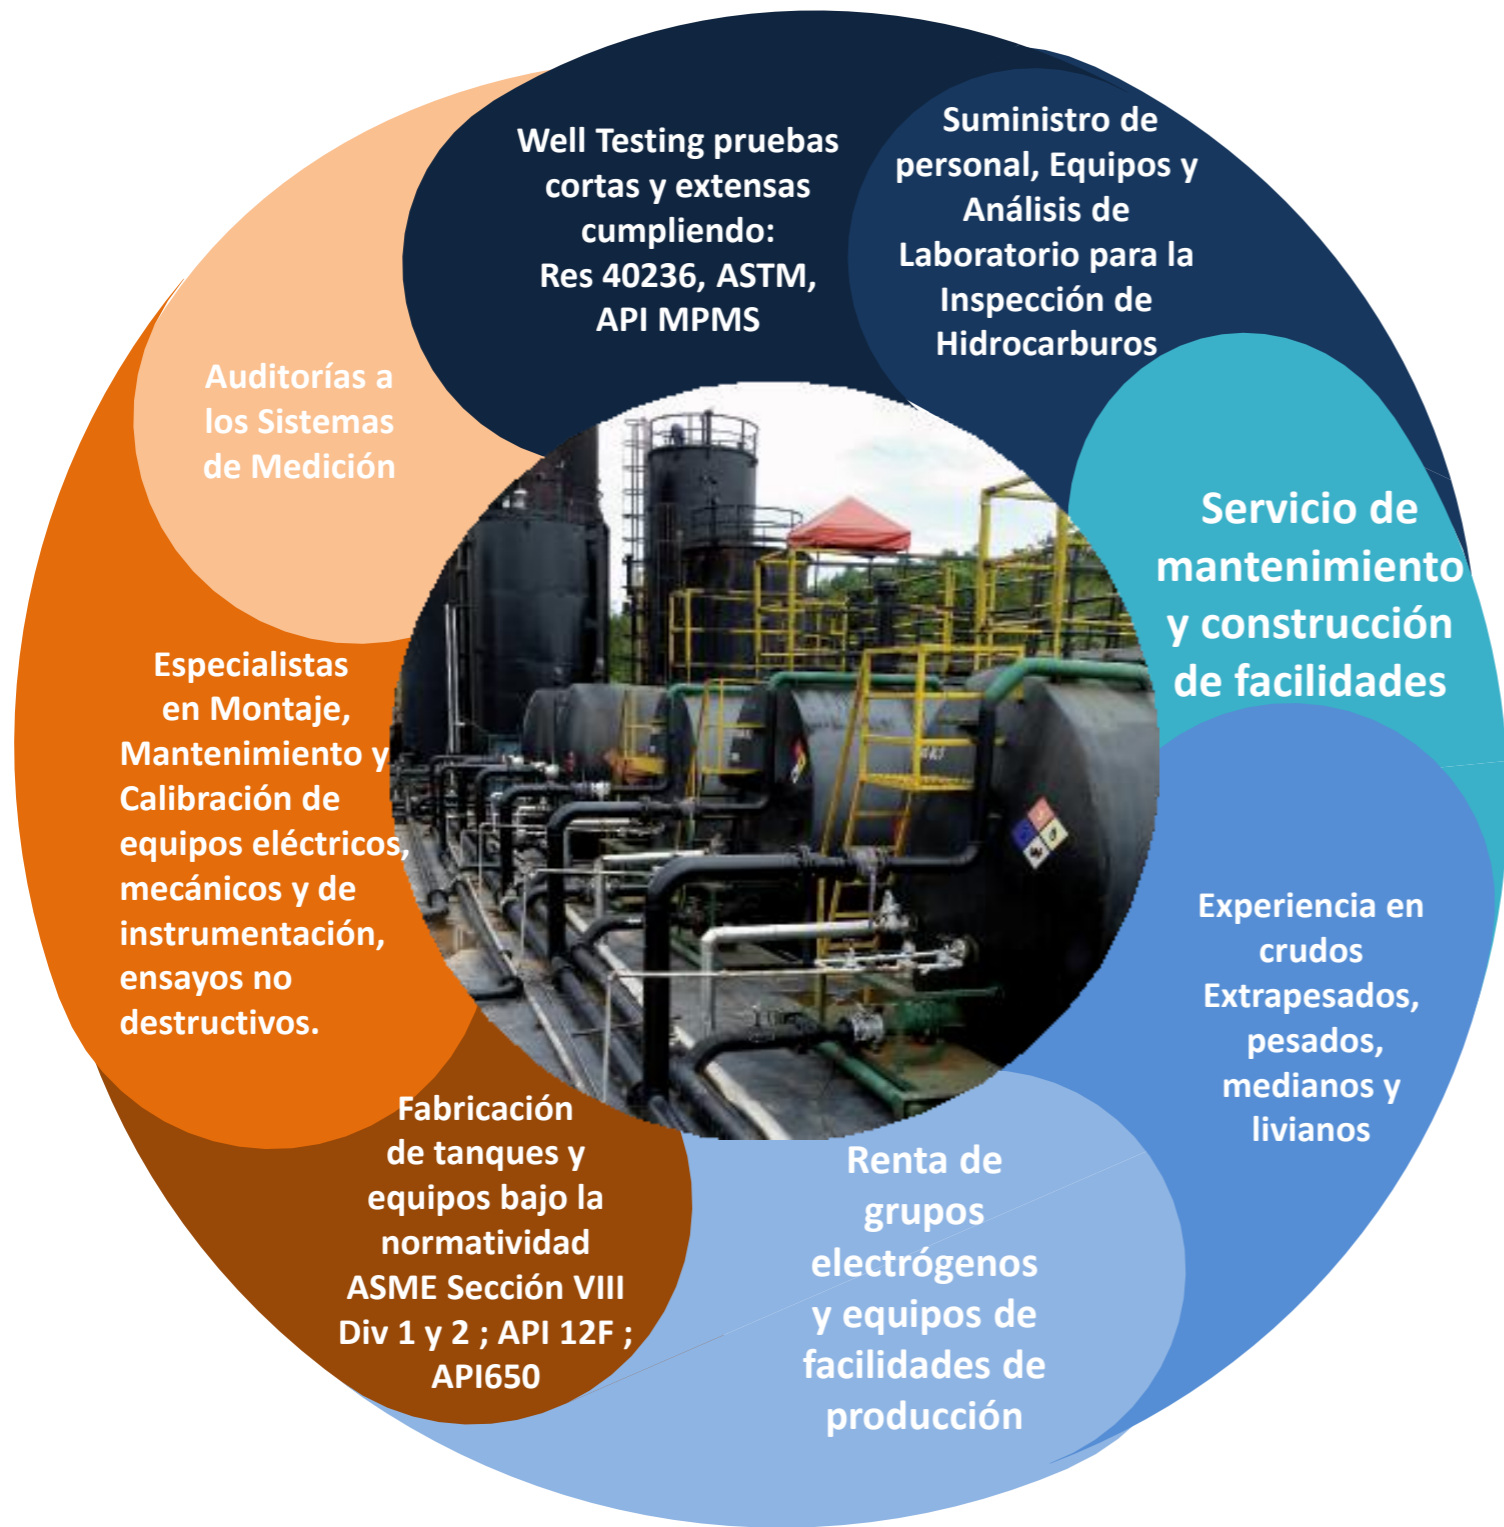 Well Testing pruebas
cortas y extensas
cumpliendo:
Res 40236, ASTM,
API MPMS
Suministro de
personal, Equipos y
Análisis de
Laboratorio para la
Inspección de
Hidrocarburos
Servicio de
mantenimiento
y construcción
de facilidades
Experiencia en
crudos
Extrapesados,
pesados,
medianos y
livianos
Renta de
grupos
electrógenos
y equipos de
facilidades de
producción
Fabricación
de tanques y
equipos bajo la
normatividad
ASME Sección VIII
Div 1 y 2 ; API 12F ;
API650
Especialistas
en Montaje,
Mantenimiento y
Calibración de
equipos eléctricos,
mecánicos y de
instrumentación,
ensayos no
destructivos.
Auditorías a
los Sistemas
de Medición